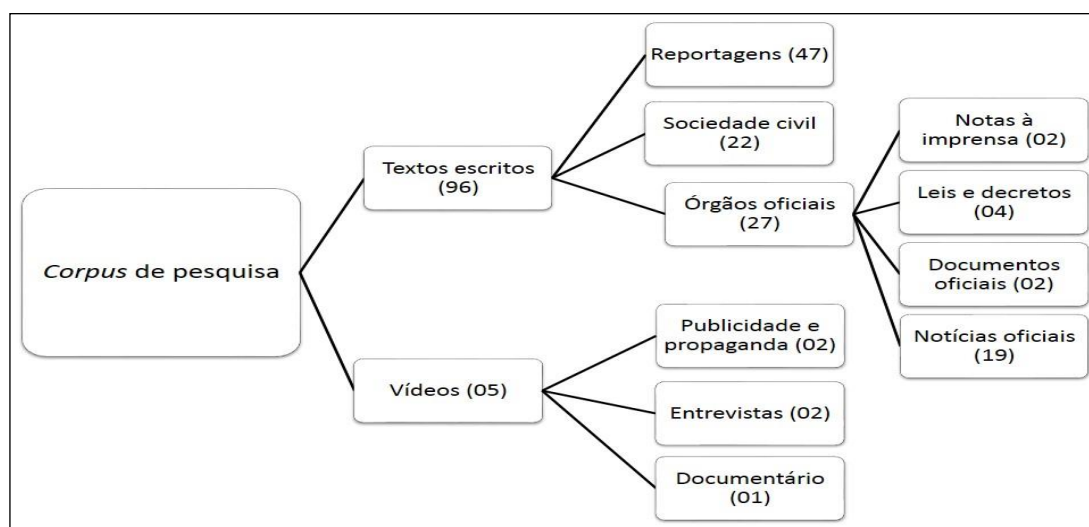 Corpus de pesquisa
Textos escritos
(96)
Reportagens (47)
Sociedade civil
(22)
Órgãos oficiais
(27)
Notas à
imprensa (02)
Leis e decretos
(04)
Documentos
oficiais (02)
Notícias oficiais
(19)
Vídeos (05)
Publicidade e
propaganda (02)
Entrevistas (02)
Documentário
(01)